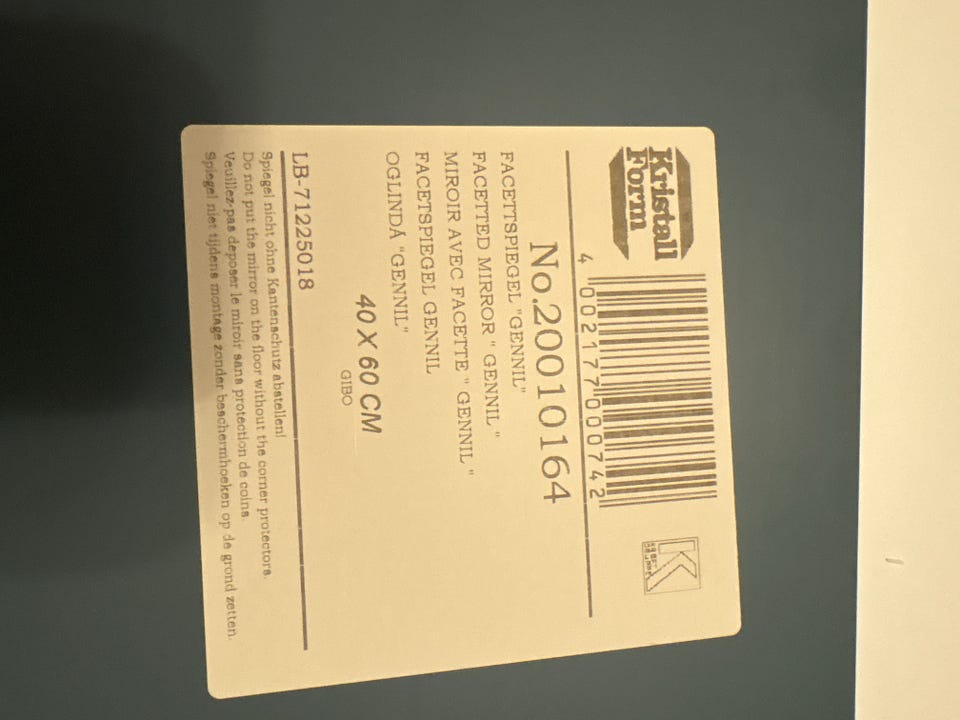 Kristall
Form
4 002177 000742
No.20010164
FACETTSPIEGEL "GENNIL"
FACETTED MIRROR " GENNIL "
MIROIR AVEC FACETTE " GENNIL "
FACETSPIEGEL GENNIL
OGLINDĂ "GENNIL"
40 X 60 CM
GIBO
LB-71225018
Spiegel nicht ohne Kantenschutz abstellen!
Do not put the mirror on the floor without the corner protectors.
Veuillez-pas deposer le miroir sans protection de coins.
Spiegel niet tijdens montage zonder beschermhoeken op de grond zetten.